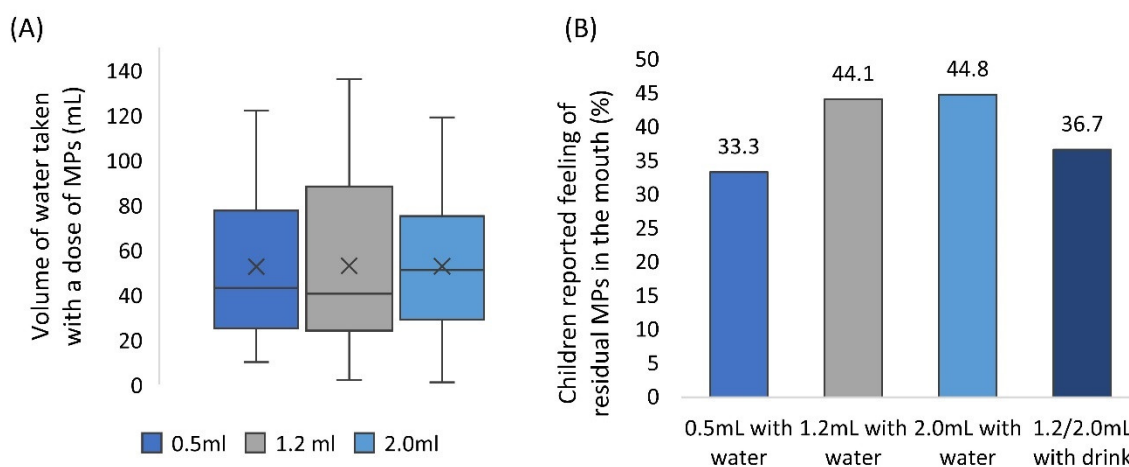 (A)
Volume of water taken
with a dose of MPs (mL)
140
120
100
80
60
40
20
0
0.5ml
1.2 ml
2.0ml
(B)
Children reported feeling of
residual MPs in the mouth (%)
50
45
40
35
30
25
20
15
10
5
0
33.3
44.1
44.8
36.7
0.5mL with
water
1.2mL with
water
2.0mL with
water
1.2/2.0mL
with drink